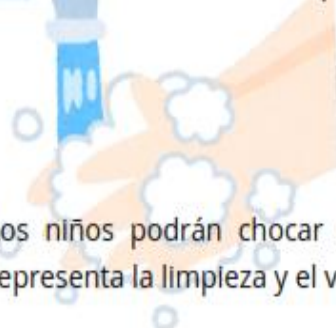 os niños podrán chocar
epresenta la limpieza y el v